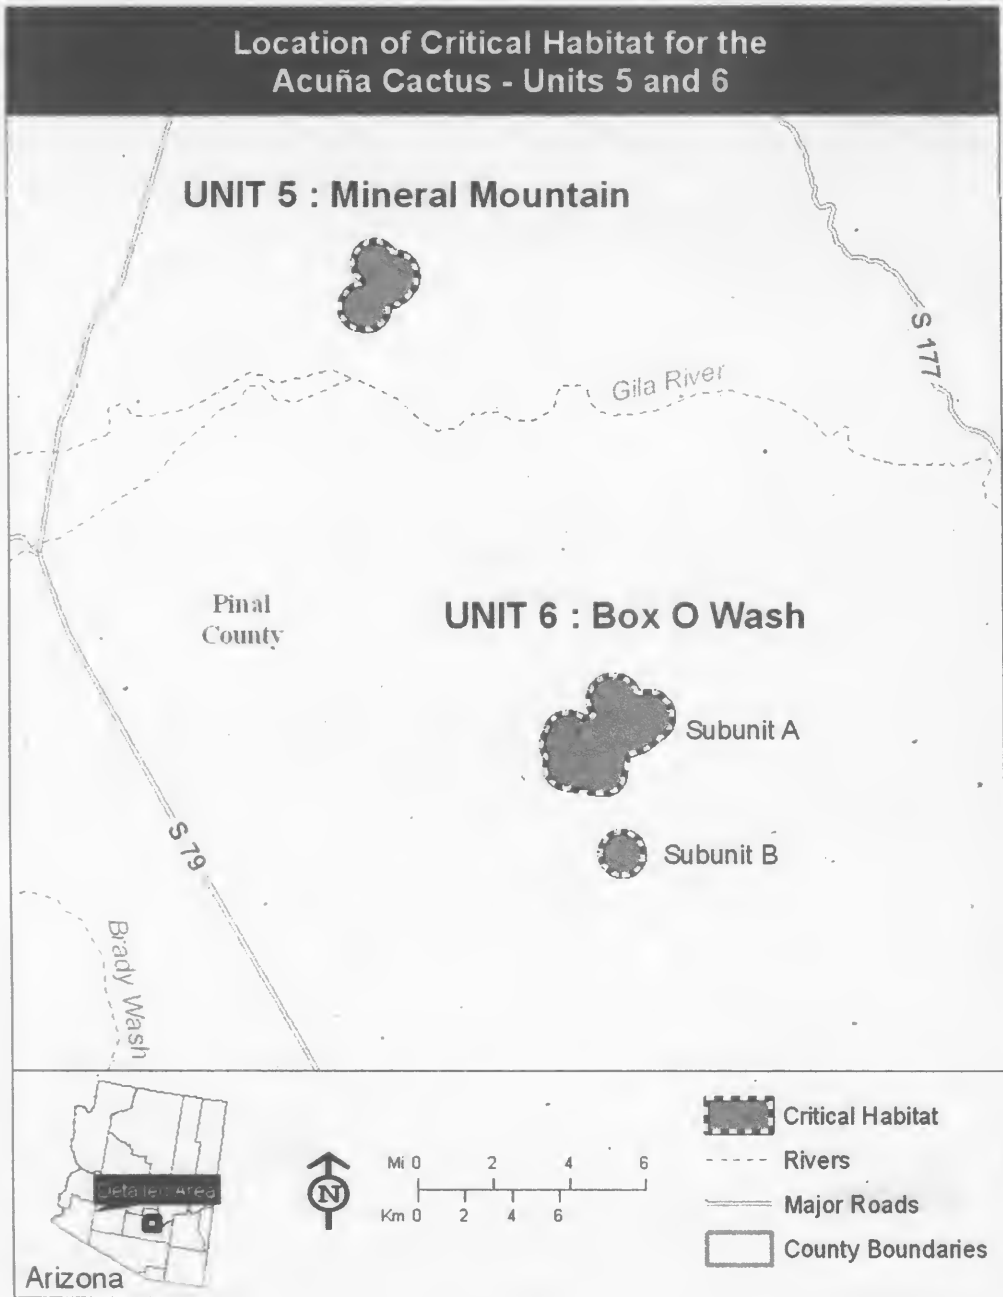 Location of Critical Habitat for the
Acuña Cactus - Units 5 and 6
UNIT 5 : Mineral Mountain
S 177
Gila River
Pinal
County
UNIT 6 : Box O Wash
Subunit A
S 79
Subunit B
Brady Wash
Detailed Area
Arizona
N
Mi 0 2 4 6
Km 0 2 4 6
Critical Habitat
Rivers
Major Roads
County Boundaries